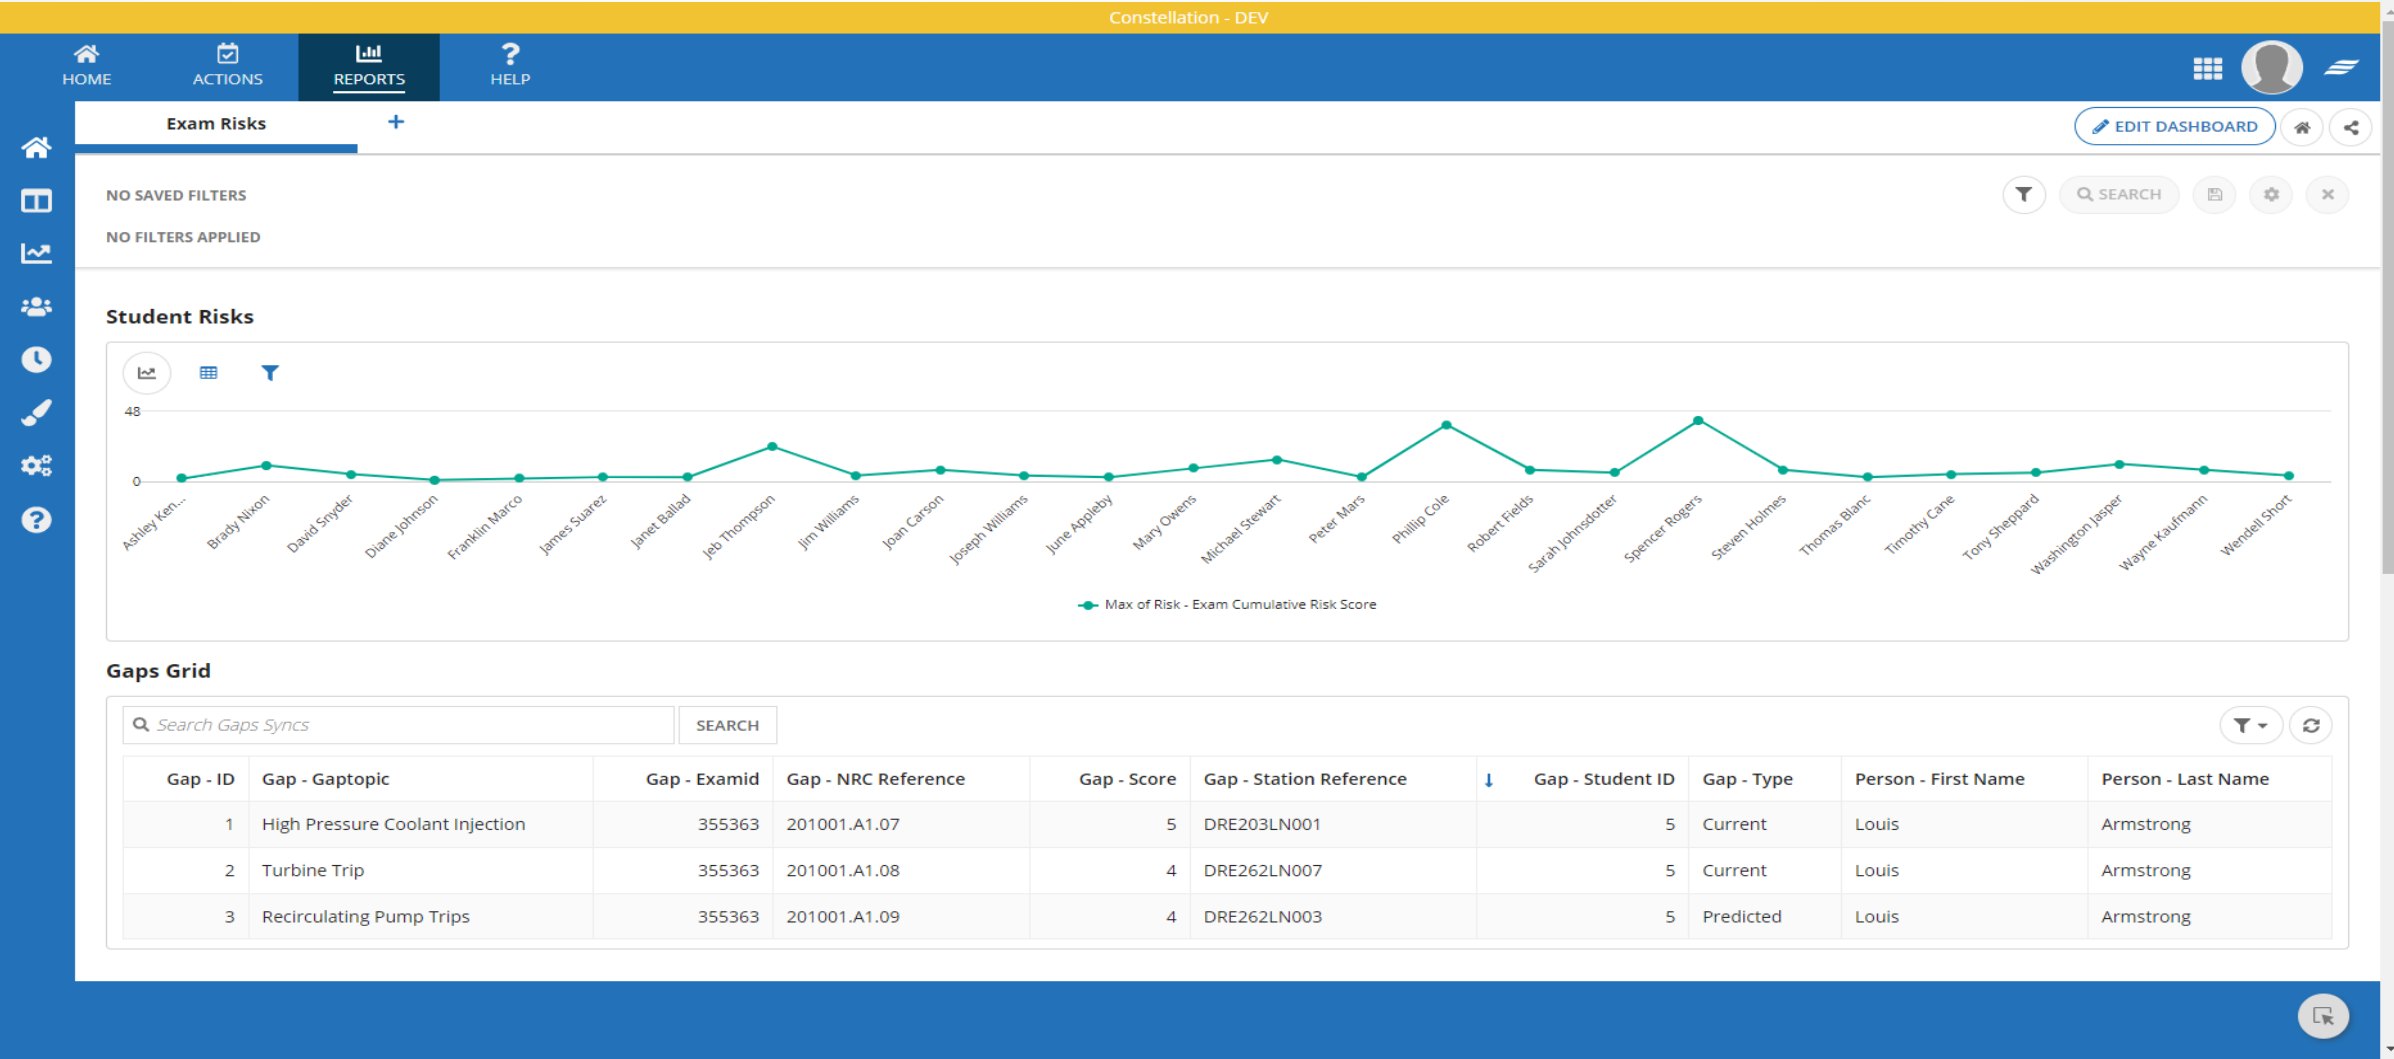 Constellation - DEV
HOME ACTIONS REPORTS HELP
Exam Risks +
EDIT DASHBOARD
NO SAVED FILTERS
SEARCH
NO FILTERS APPLIED
Student Risks
48
0
Ashley Ken... Brady Nixon David Snyder Diane Johnson Franklin Marco James Suarez Janet Ballad Jeb Thompson Jim Williams Joan Carson Joseph Williams June Appleby Mary Owens Michael Stewart Peter Mars Phillip Cole Robert Fields Sarah Johnsdotter Spencer Rogers Steven Holmes Thomas Blanc Timothy Cane Tony Sheppard Washington Jasper Wayne Kaufmann Wendell Short
Max of Risk - Exam Cumulative Risk Score
Gaps Grid
Search Gaps Syncs SEARCH
Gap - ID Gap - Gaptopic Gap - Examid Gap - NRC Reference Gap - Score Gap - Station Reference Gap - Student ID Gap - Type Person - First Name Person - Last Name
1 High Pressure Coolant Injection 355363 201001.A1.07 5 DRE203LN001 5 Current Louis Armstrong
2 Turbine Trip 355363 201001.A1.08 4 DRE262LN007 5 Current Louis Armstrong
3 Recirculating Pump Trips 355363 201001.A1.09 4 DRE262LN003 5 Predicted Louis Armstrong